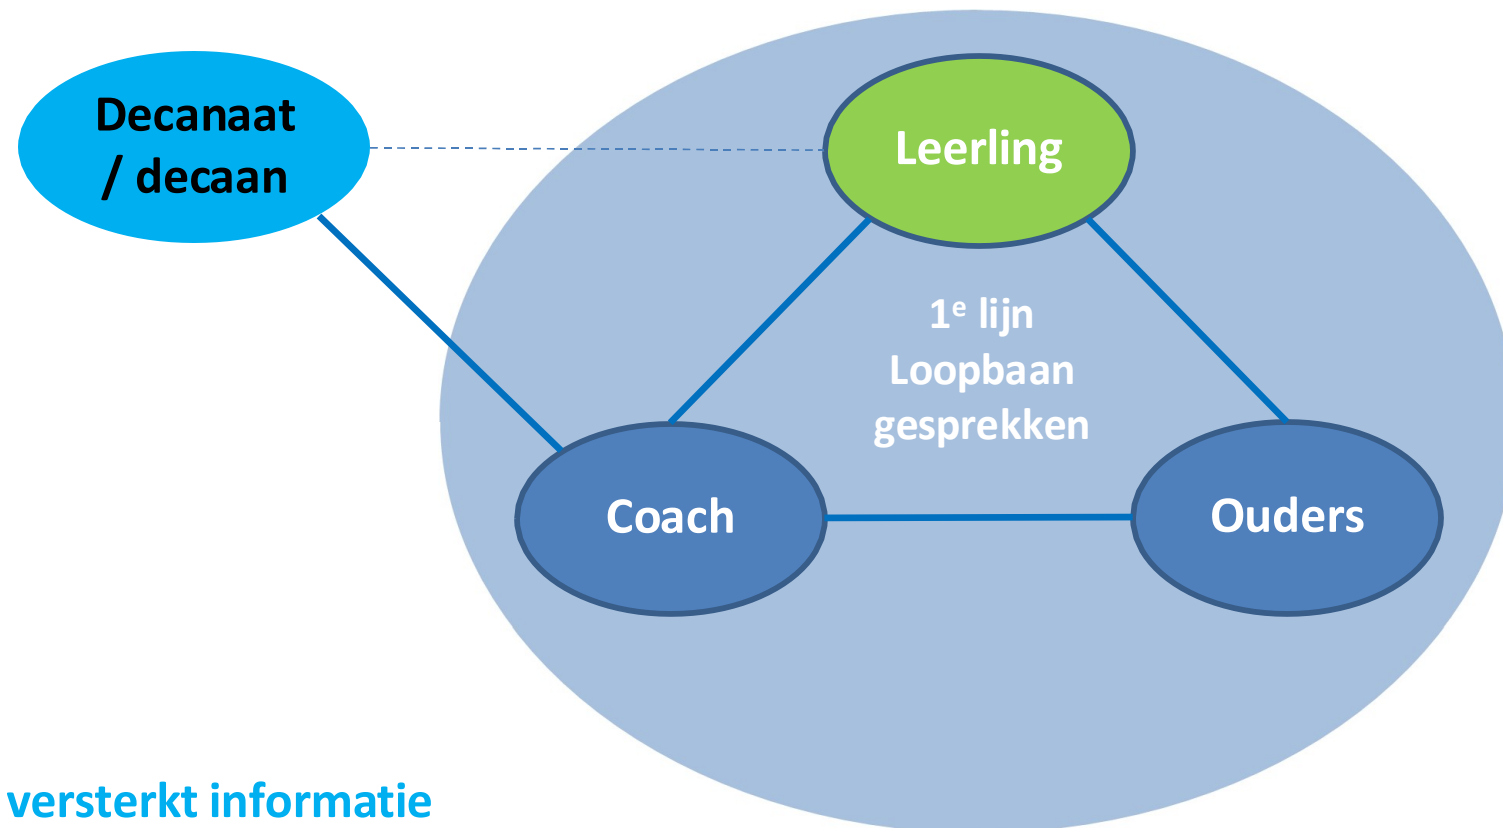 Decanaat
/ decaan
Leerling
1e lijn
Loopbaan
gesprekken
Coach
Ouders
versterkt informatie